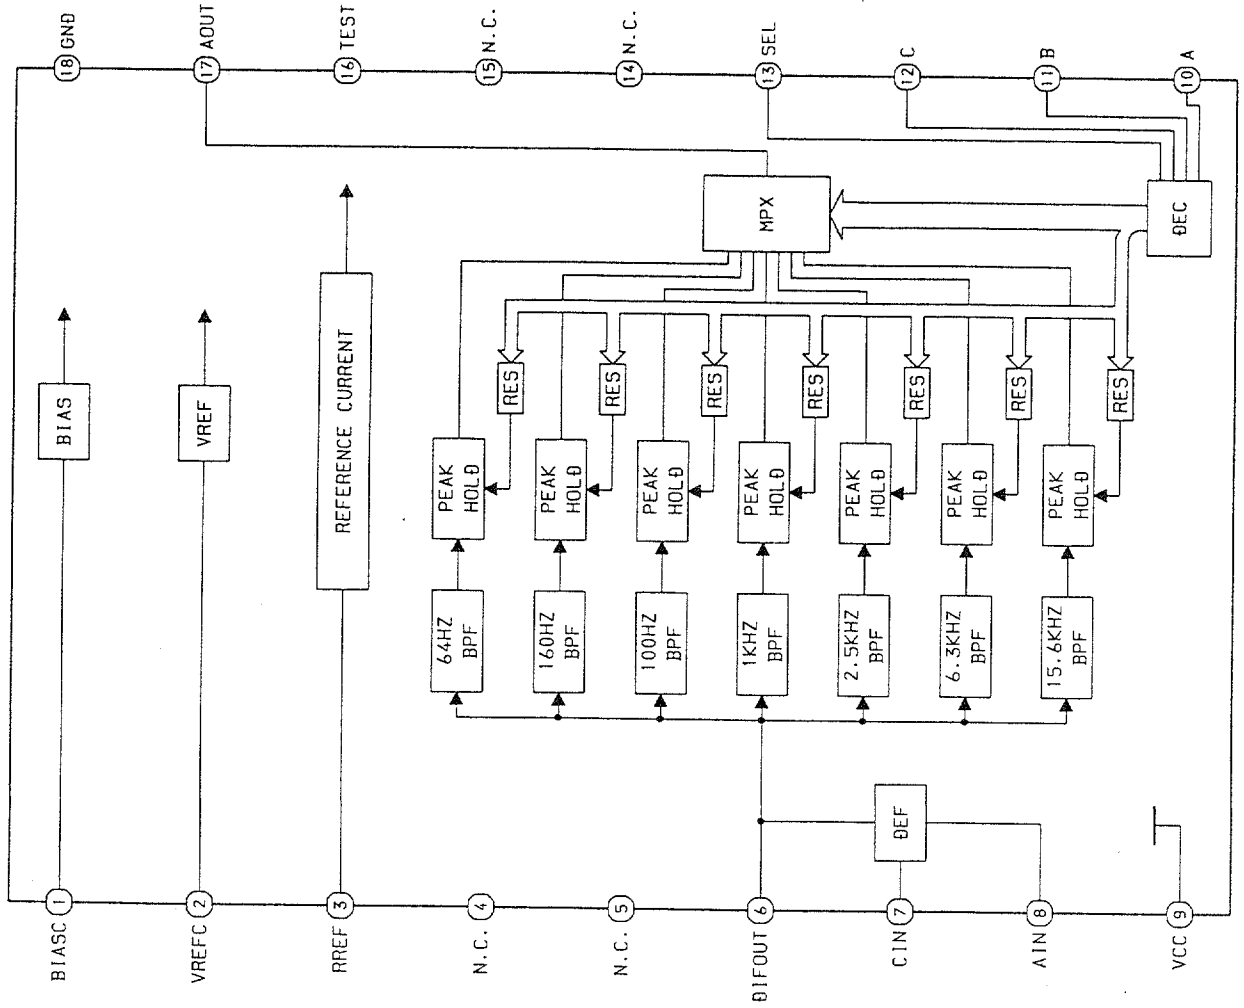 18 GND
17 AOUT
16 TEST
15 N.C.
14 N.C.
13 SEL
12 C
11 B
10 A
MPX
DEC
BIAS
VREF
REFERENCE CURRENT
RES
RES
RES
RES
RES
RES
RES
PEAK
HOLD
PEAK
HOLD
PEAK
HOLD
PEAK
HOLD
PEAK
HOLD
PEAK
HOLD
PEAK
HOLD
64HZ
BPF
160HZ
BPF
100HZ
BPF
1KHZ
BPF
2.5KHZ
BPF
6.3KHZ
BPF
15.6KHZ
BPF
DEF
BIASC 1
VREFC 2
RREF 3
N.C. 4
N.C. 5
DIFOUT 6
CIN 7
AIN 8
VCC 9